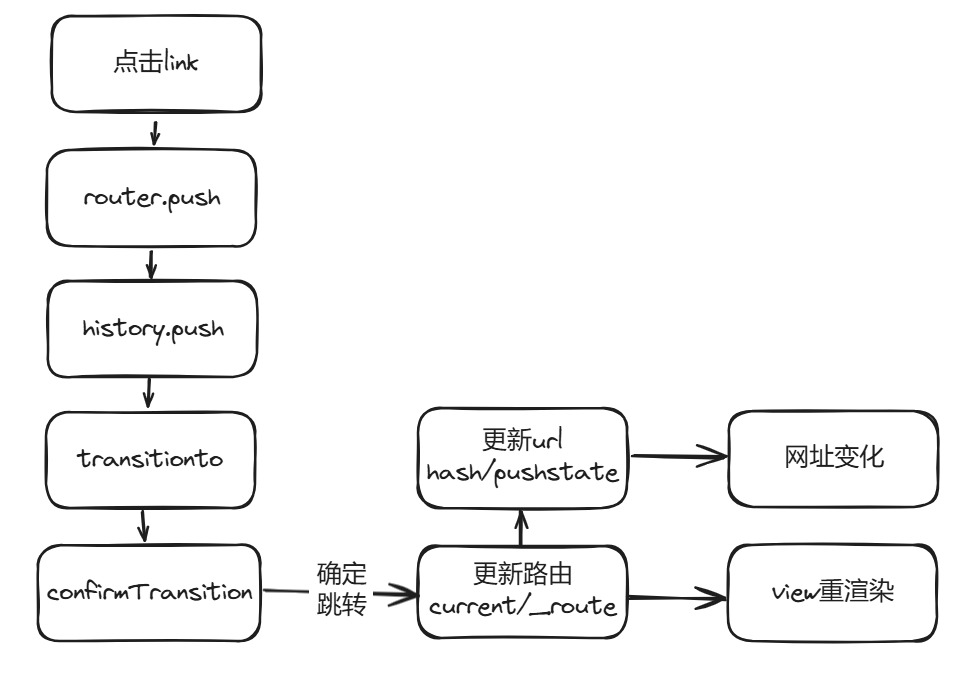 点击link
router.push
history.push
transitionto
confirmTransition
确定
跳转
更新url
hash/pushstate
网址变化
更新路由
current/_route
view重渲染